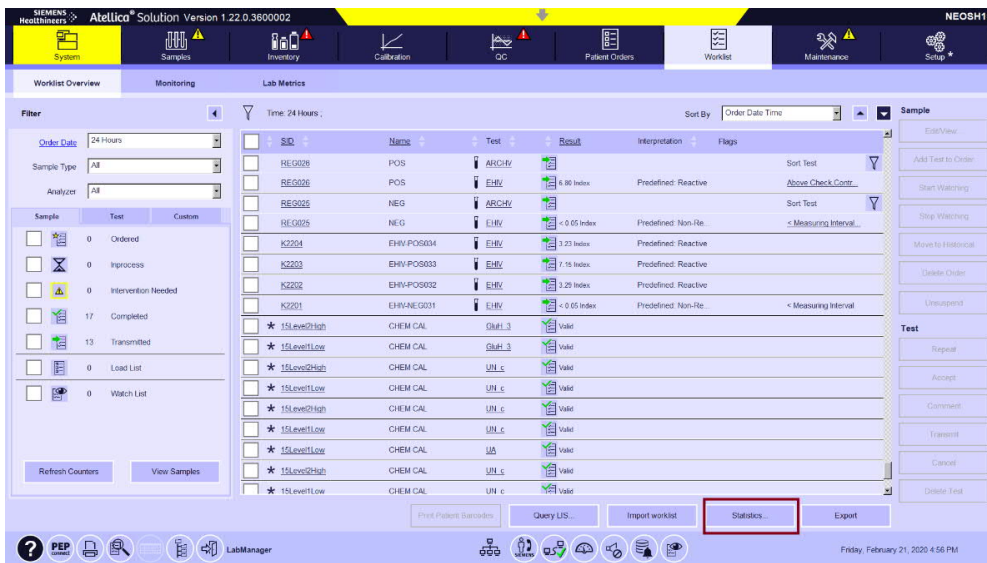 SIEMENS Healthineers Atellica® Solution Version 1.22.0.3600002 NEOSH1
System Samples Inventory Calibration QC Patient Orders Worklist Maintenance Setup *
Worklist Overview Monitoring Lab Metrics
Filter Time: 24 Hours ; Sort By Order Date Time Sample
Order Date 24 Hours
Sample Type All
Analyzer All
Sample Test Custom
0 Ordered
0 Inprocess
0 Intervention Needed
17 Completed
13 Transmitted
0 Load List
0 Watch List
Refresh Counters View Samples
SID Name Test Result Interpretation Flags
REG026 POS ARCHV Sort Test
REG026 POS EHIV 6.80 Index Predefined: Reactive Above Check,Contr...
REG025 NEG ARCHV Sort Test
REG025 NEG EHIV < 0.05 Index Predefined: Non-Re... < Measuring Interval...
K2204 EHIV-POS034 EHIV 3.23 Index Predefined: Reactive
K2203 EHIV-POS033 EHIV 7.15 Index Predefined: Reactive
K2202 EHIV-POS032 EHIV 3.29 Index Predefined: Reactive
K2201 EHIV-NEG031 EHIV < 0.05 Index Predefined: Non-Re... < Measuring Interval
* 15Level2High CHEM CAL GluH_3 Valid
* 15Level1Low CHEM CAL GluH_3 Valid
* 15Level2High CHEM CAL UN_c Valid
* 15Level1Low CHEM CAL UN_c Valid
* 15Level2High CHEM CAL UN_c Valid
* 15Level1Low CHEM CAL UA Valid
* 15Level2High CHEM CAL UN_c Valid
* 15Level1Low CHEM CAL UN_c Valid
Edit/View
Add Test to Order
Start Watching
Stop Watching
Move to Historical
Delete Order
Unsuspend
Test
Repeat
Accept
Comment
Transmit
Cancel
Delete Test
Print Patient Barcodes Query LIS... Import worklist Statistics... Export
? PEP CONNECT LabManager SIEMENS Friday, February 21, 2020 4:56 PM